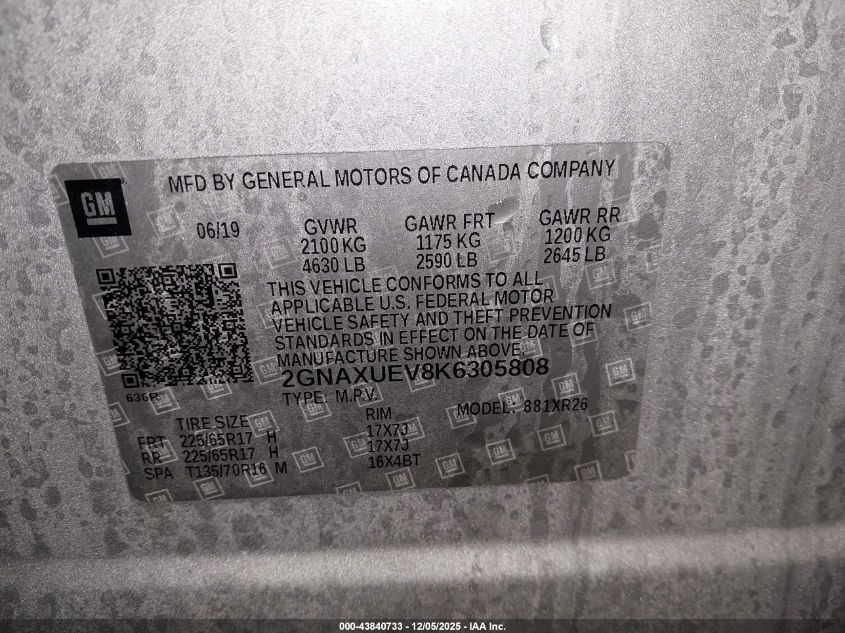 GM
MFD BY GENERAL MOTORS OF CANADA COMPANY
06/19
GVWR GAWR FRT GAWR RR
2100 KG 1175 KG 1200 KG
4630 LB 2590 LB 2645 LB
THIS VEHICLE CONFORMS TO ALL
APPLICABLE U.S. FEDERAL MOTOR
VEHICLE SAFETY AND THEFT PREVENTION
STANDARDS IN EFFECT ON THE DATE OF
MANUFACTURE SHOWN ABOVE.
2GNAXUEV8K6305808
636R
TYPE: M.P.V. MODEL: 881XR26
TIRE SIZE RIM
FRT 225/65R17 H 17X7J
RR 225/65R17 H 17X7J
SPA T135/70R16 M 16X4BT
000-43840733 - 12/05/2025 - IAA Inc.